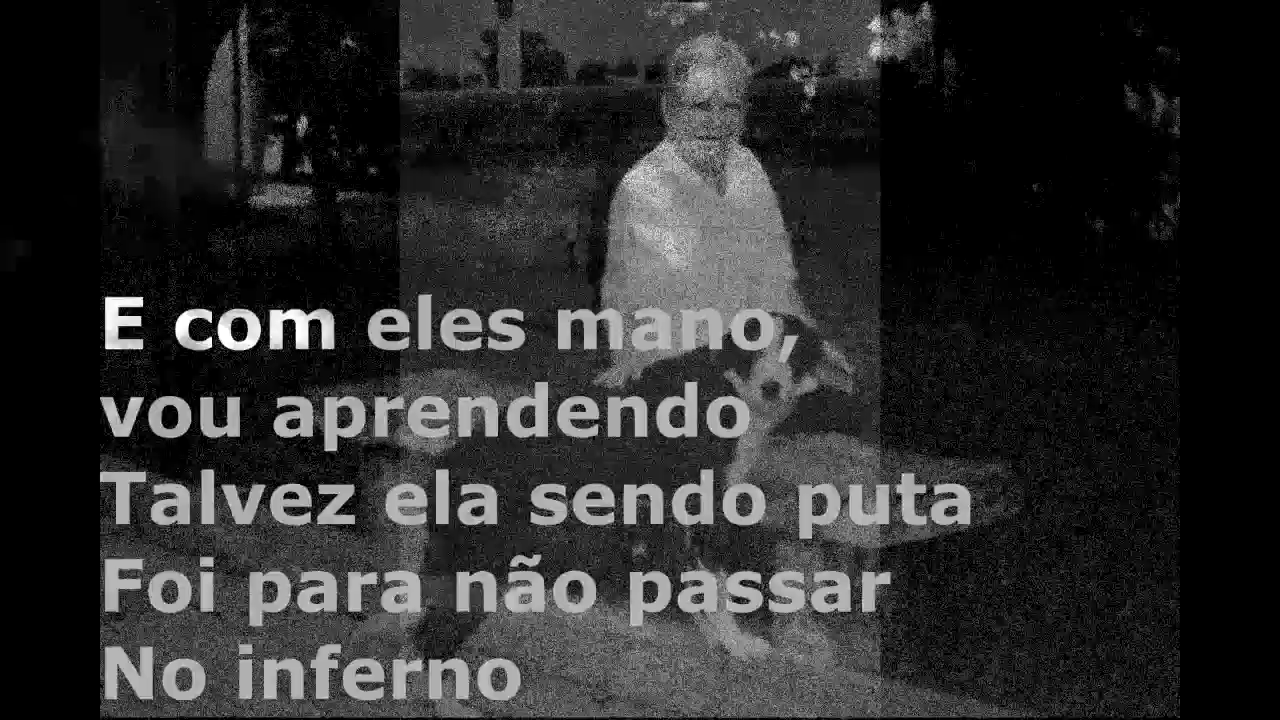 E com eles mano,
vou aprendendo
Talvez ela sendo puta
Foi para não passar
No inferno